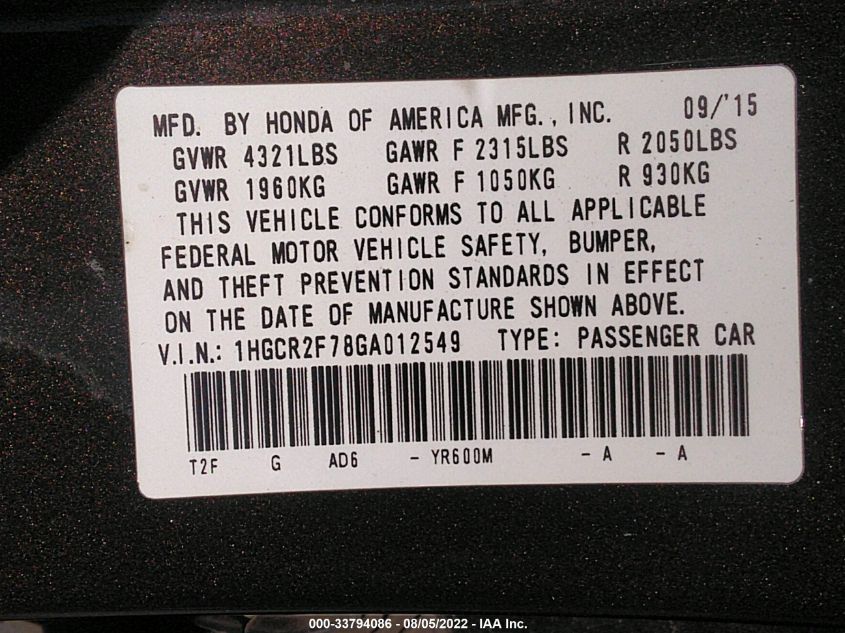 MFD. BY HONDA OF AMERICA MFG., INC. 09/'15
GVWR 4321LBS GAWR F 2315LBS R 2050LBS
GVWR 1960KG GAWR F 1050KG R 930KG
THIS VEHICLE CONFORMS TO ALL APPLICABLE
FEDERAL MOTOR VEHICLE SAFETY, BUMPER,
AND THEFT PREVENTION STANDARDS IN EFFECT
ON THE DATE OF MANUFACTURE SHOWN ABOVE.
V.I.N.: 1HGCR2F78GA012549 TYPE: PASSENGER CAR
T2F G AD6 - YR600M - A - A
000-33794086 - 08/05/2022 - IAA Inc.